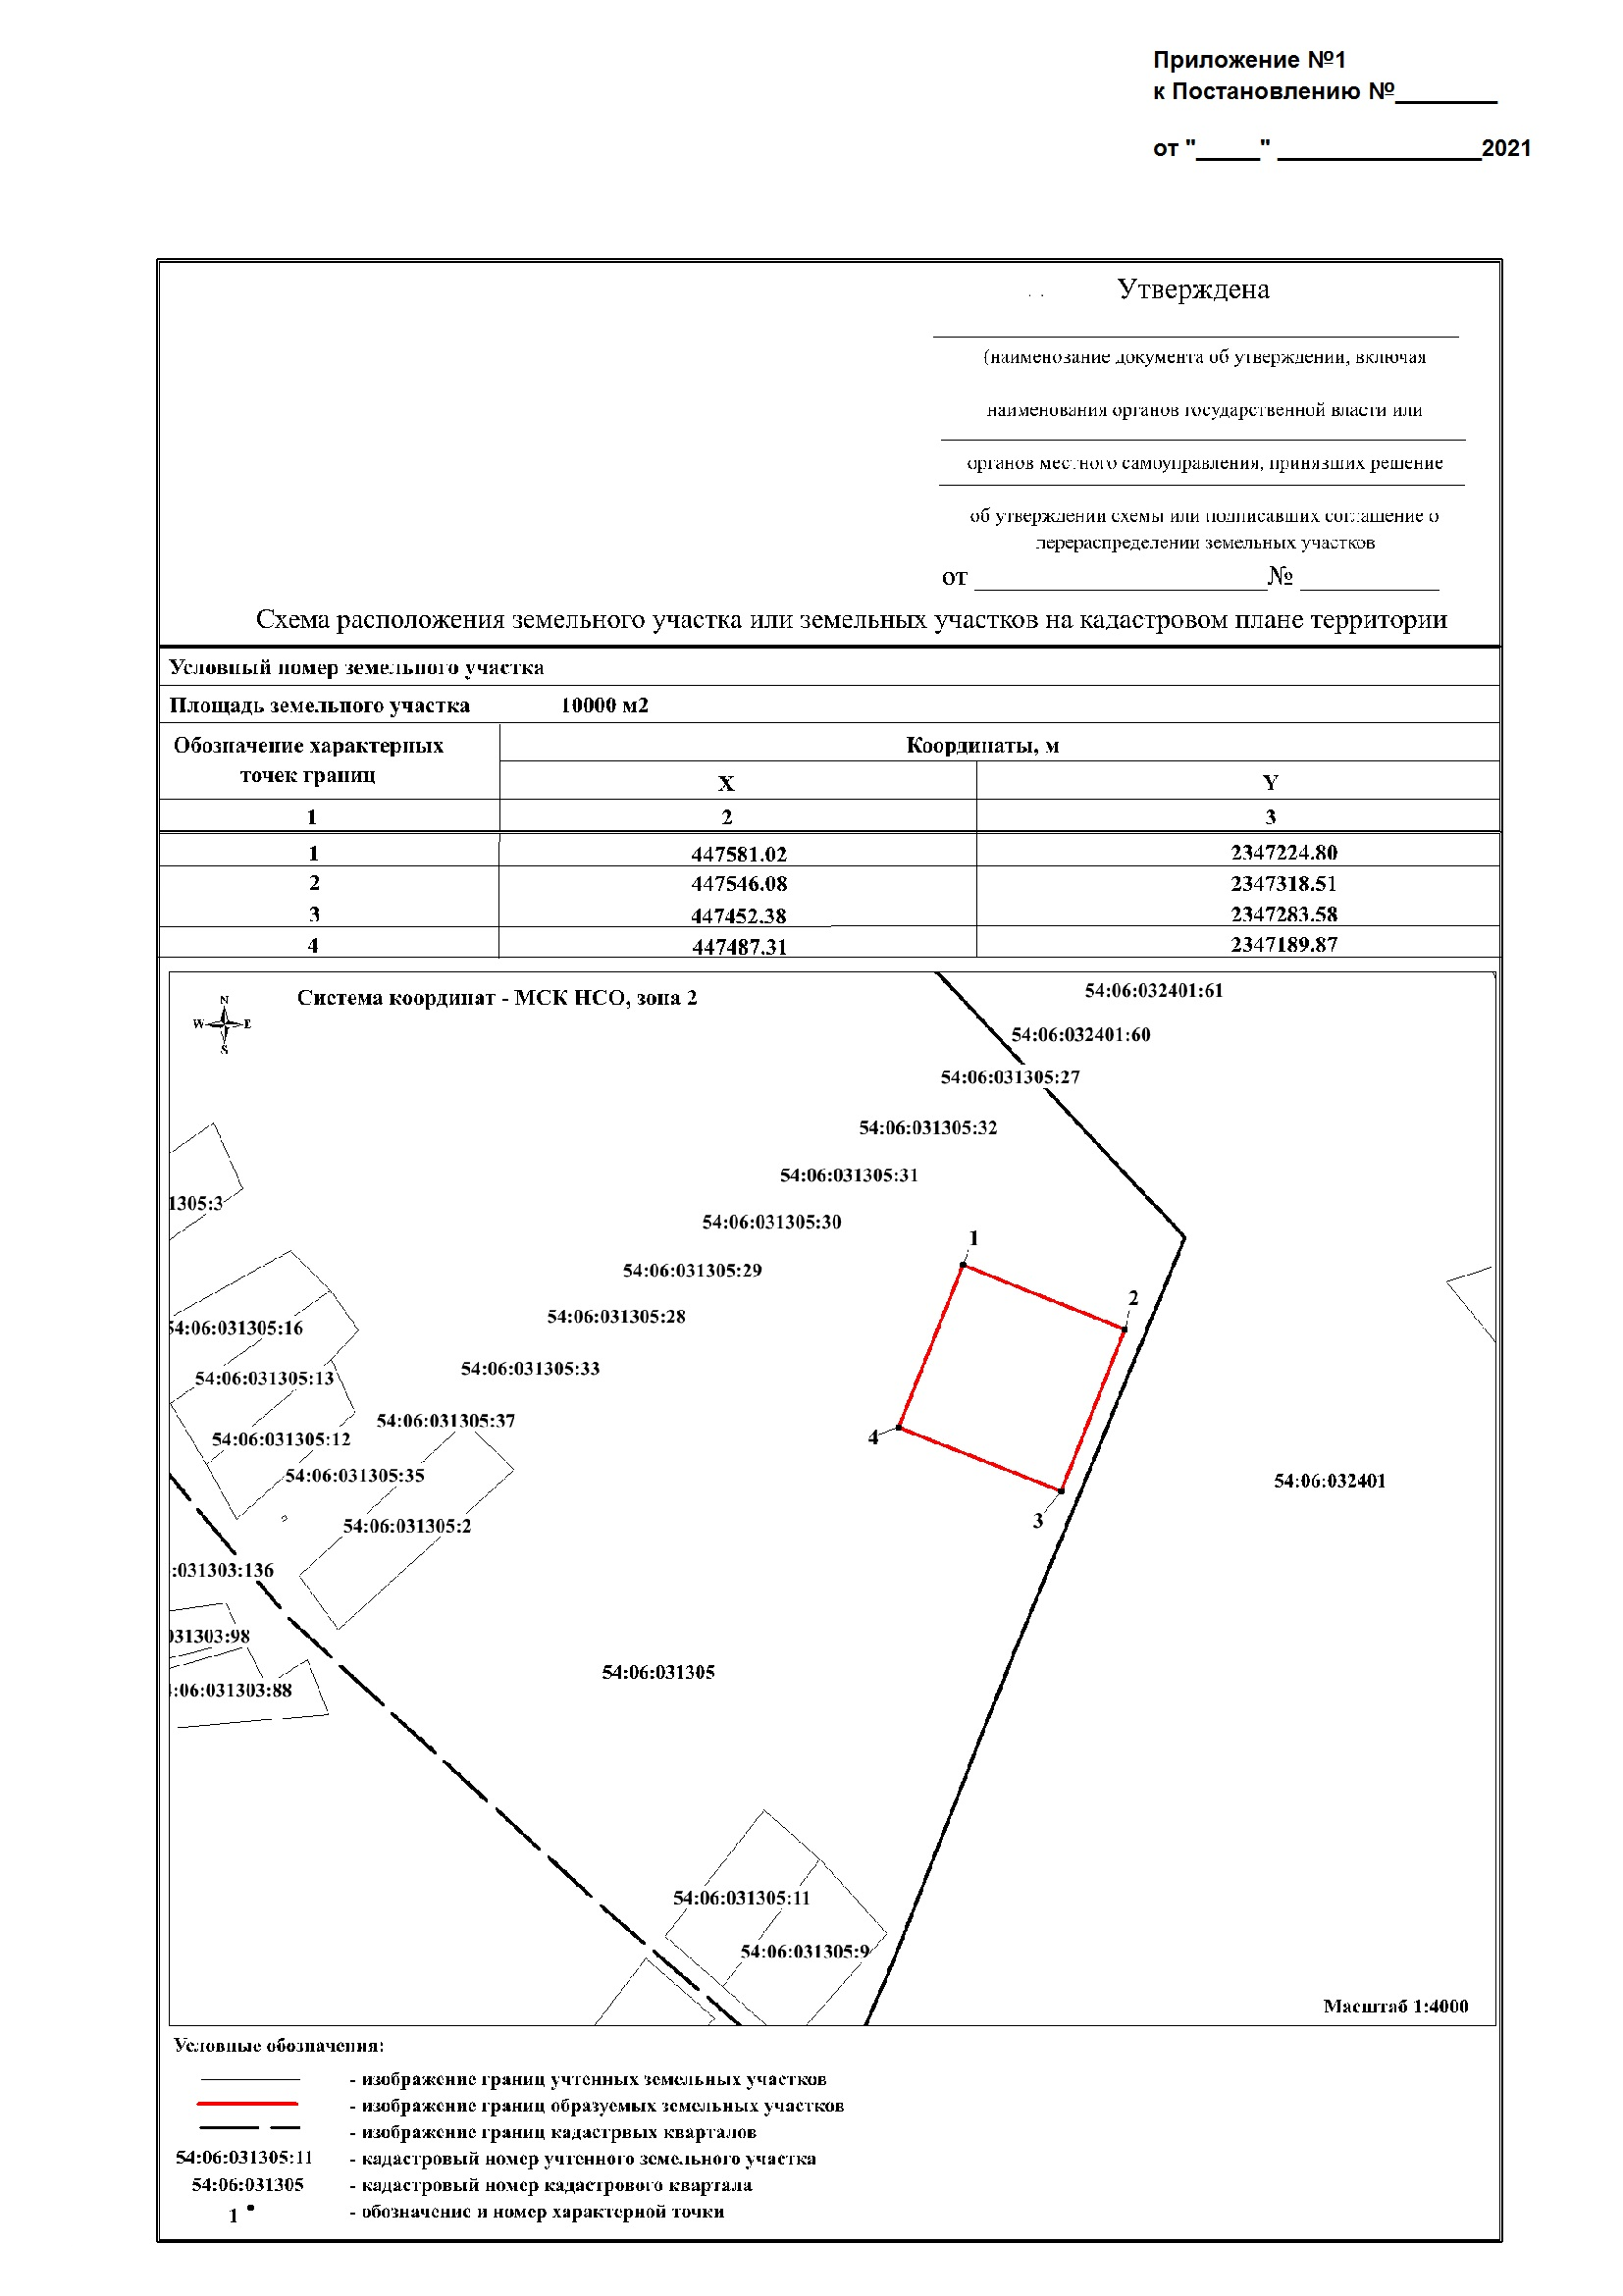 Приложение №1
к Постановлению №________
от "_____" ________________2021
Утверждена
(наименование документа об утверждении, включая
наименования органов государственной власти или
органов местного самоуправления, принявших решение
об утверждении схемы или подписавших соглашение о
перераспределении земельных участков
от №
Схема расположения земельного участка или земельных участков на кадастровом плане территории
Условный номер земельного участка
Площадь земельного участка 10000 м2
Обозначение характерных точек границ Координаты, м
X Y
1 2 3
1 447581.02 2347224.80
2 447546.08 2347318.51
3 447452.38 2347283.58
4 447487.31 2347189.87
Система координат - МСК НСО, зона 2
N
W E
S
54:06:032401:61
54:06:032401:60
54:06:031305:27
54:06:031305:32
54:06:031305:31
1305:3
54:06:031305:30
1
54:06:031305:29
2
54:06:031305:28
54:06:031305:16
54:06:031305:33
54:06:031305:13
54:06:031305:37
4
54:06:031305:12
54:06:031305:35
54:06:032401
3
54:06:031305:2
:031303:136
031303:98
54:06:031305
:06:031303:88
54:06:031305:11
54:06:031305:9
Масштаб 1:4000
Условные обозначения:
- изображение границ учтенных земельных участков
- изображение границ образуемых земельных участков
- изображение границ кадастрвых кварталов
54:06:031305:11 - кадастровый номер учтенного земельного участка
54:06:031305 - кадастровый номер кадастрового квартала
1 - обозначение и номер характерной точки